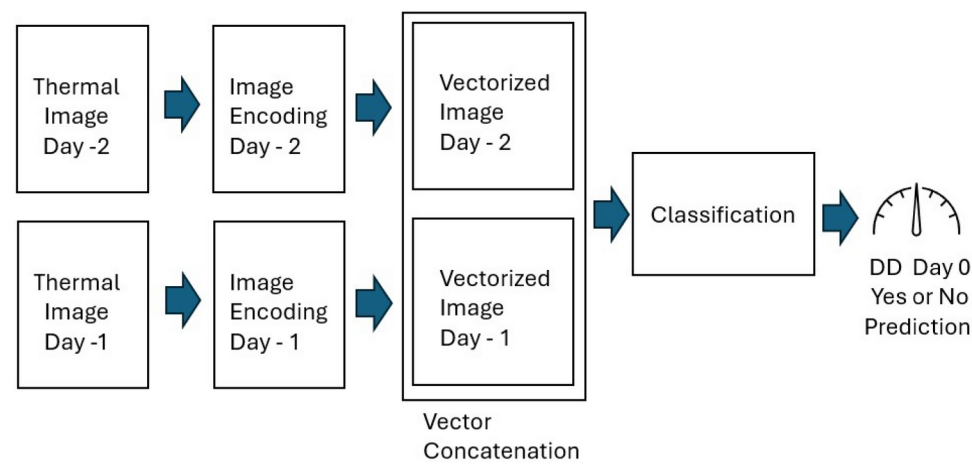 Thermal
Image
Day -2
Image
Encoding
Day - 2
Vectorized
Image
Day - 2
Thermal
Image
Day -1
Image
Encoding
Day - 1
Vectorized
Image
Day - 1
Vector
Concatenation
Classification
DD Day 0
Yes or No
Prediction